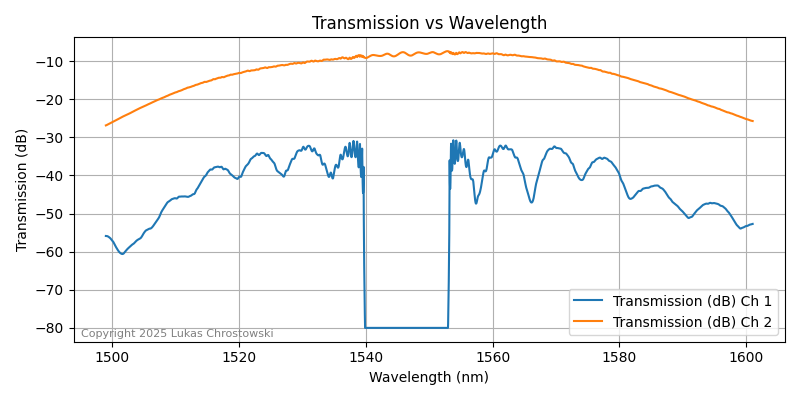 Transmission vs Wavelength
Transmission (dB)
−10
−20
−30
−40
−50
−60
−70
−80
Transmission (dB) Ch 1
Transmission (dB) Ch 2
Copyright 2025 Lukas Chrostowski
1500
1520
1540
1560
1580
1600
Wavelength (nm)